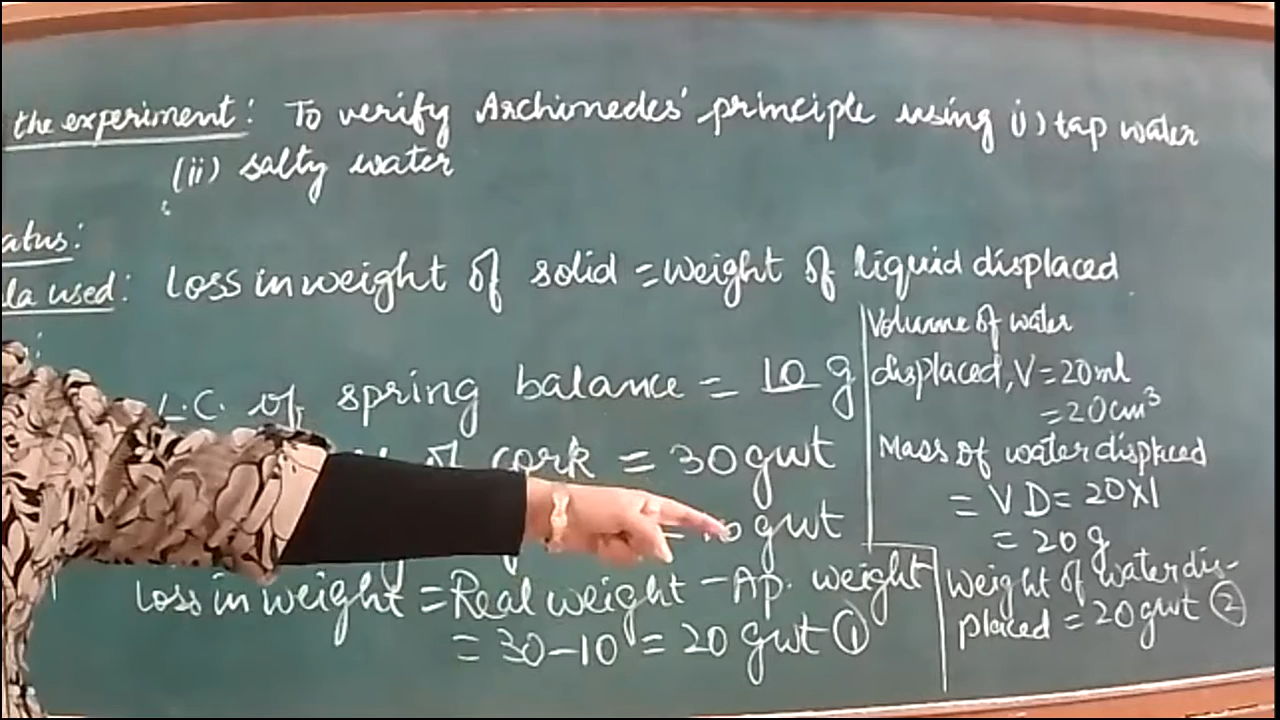 the experiment: To verify Archimedes' principle using i) tap water
(ii) salty water
atus:
la used: Loss in weight of solid = weight of liquid displaced
L.C. of spring balance = 10 g
of cork = 30 gwt
= 10 gwt
Loss in weight = Real weight - Ap. weight
= 30-10 = 20 gwt ①
Volume of water
displaced, V = 20 ml
= 20 cm³
Mass of water displaced
= VD = 20 X 1
= 20 g
Weight of water dis-
placed = 20 gwt ②